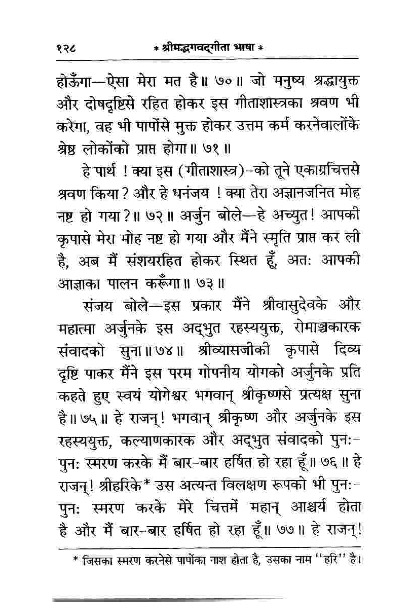 १२८ * श्रीमद्भगवद्‌गीता भाषा *
होऊँगा—ऐसा मेरा मत है॥ ७०॥ जो मनुष्य श्रद्धायुक्त
और दोषदृष्टिसे रहित होकर इस गीताशास्त्रका श्रवण भी
करेगा, वह भी पापोंसे मुक्त होकर उत्तम कर्म करनेवालोंके
श्रेष्ठ लोकोंको प्राप्त होगा॥ ७१॥
हे पार्थ ! क्या इस (गीताशास्त्र)-को तूने एकाग्रचित्तसे
श्रवण किया? और हे धनंजय ! क्या तेरा अज्ञानजनित मोह
नष्ट हो गया?॥ ७२॥ अर्जुन बोले—हे अच्युत! आपकी
कृपासे मेरा मोह नष्ट हो गया और मैंने स्मृति प्राप्त कर ली
है, अब मैं संशयरहित होकर स्थित हूँ, अतः आपकी
आज्ञाका पालन करूँगा॥ ७३॥
संजय बोले—इस प्रकार मैंने श्रीवासुदेवके और
महात्मा अर्जुनके इस अद्भुत रहस्ययुक्त, रोमाञ्चकारक
संवादको सुना॥७४॥ श्रीव्यासजीकी कृपासे दिव्य
दृष्टि पाकर मैंने इस परम गोपनीय योगको अर्जुनके प्रति
कहते हुए स्वयं योगेश्वर भगवान् श्रीकृष्णसे प्रत्यक्ष सुना
है॥ ७५॥ हे राजन्! भगवान् श्रीकृष्ण और अर्जुनके इस
रहस्ययुक्त, कल्याणकारक और अद्भुत संवादको पुनः-
पुनः स्मरण करके मैं बार-बार हर्षित हो रहा हूँ॥ ७६॥ हे
राजन्! श्रीहरिके* उस अत्यन्त विलक्षण रूपको भी पुनः-
पुनः स्मरण करके मेरे चित्तमें महान् आश्चर्य होता
है और मैं बार-बार हर्षित हो रहा हूँ॥ ७७॥ हे राजन्!
* जिसका स्मरण करनेसे पापोंका नाश होता है, उसका नाम ''हरि'' है।